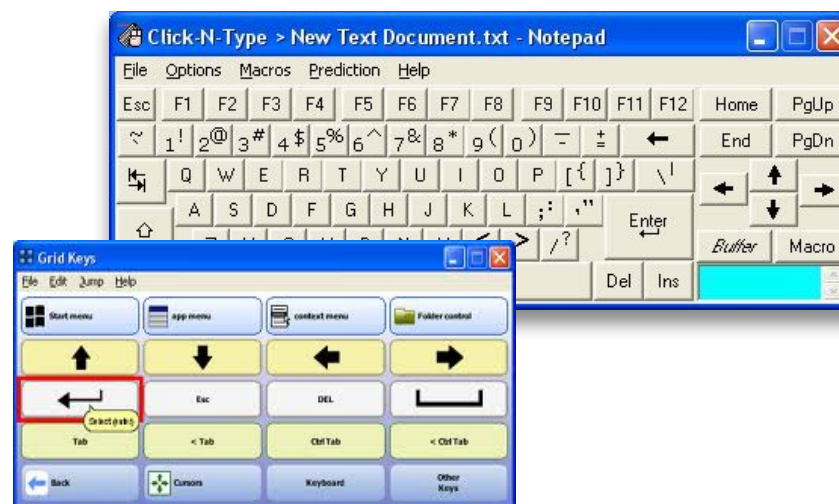 Click-N-Type > New Text Document.txt - Notepad
File Options Macros Prediction Help
Esc F1 F2 F3 F4 F5 F6 F7 F8 F9 F10 F11 F12 Home PgUp
~ 1! 2@ 3# 4$ 5% 6^ 7& 8* 9( 0) - = End PgDn
Q W E R T Y U I O P [{ ]} \|
A S D F G H J K L ;: '" Enter
< > /? Buffer Macro
Del Ins
Grid Keys
File Edit Jump Help
Start menu app menu context menu Folder control
Esc DEL
Select (enter)
Tab < Tab Ctrl Tab < Ctrl Tab
Back Cursors Keyboard Other
Keys